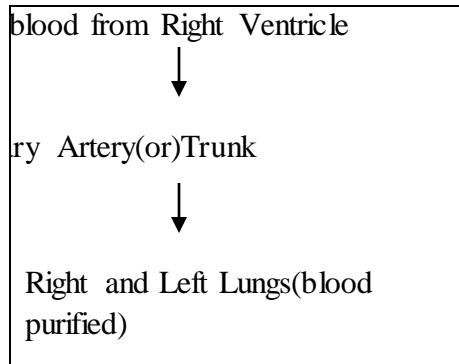 blood from Right Ventricle
ry Artery(or)Trunk
Right and Left Lungs(blood
purified)